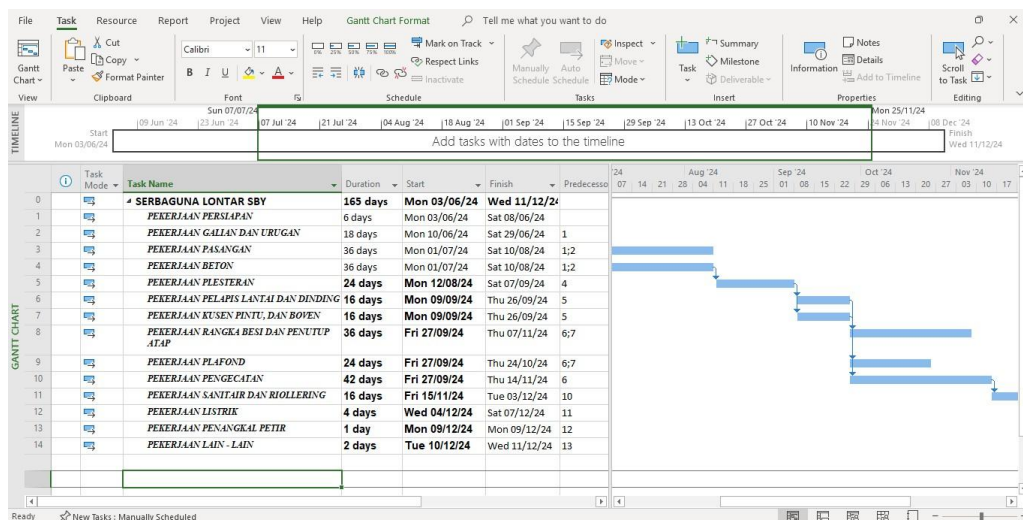 File Task Resource Report Project View Help Gantt Chart Format Tell me what you want to do
Cut
Copy
Format Painter
Paste
Gantt Chart
Calibri 11
B I U A
0% 25% 50% 75% 100%
Mark on Track
Respect Links
Inactivate
Manually Schedule
Auto Schedule
Inspect
Move
Mode
Task
Summary
Milestone
Deliverable
Information
Notes
Details
Add to Timeline
Scroll to Task
View Clipboard Font Schedule Tasks Insert Properties Editing
TIMELINE
Sun 07/07/24 Mon 25/11/24
09 Jun '24 23 Jun '24 07 Jul '24 21 Jul '24 04 Aug '24 18 Aug '24 01 Sep '24 15 Sep '24 29 Sep '24 13 Oct '24 27 Oct '24 10 Nov '24 24 Nov '24 08 Dec '24
Start
Mon 03/06/24
Add tasks with dates to the timeline
Finish
Wed 11/12/24
GANTT CHART
Task Mode Task Name Duration Start Finish Predecesso
'24 Aug '24 Sep '24 Oct '24 Nov '24
07 14 21 28 04 11 18 25 01 08 15 22 29 06 13 20 27 03 10 17
0 SERBAGUNA LONTAR SBY 165 days Mon 03/06/24 Wed 11/12/24
1 PEKERJAAN PERSIAPAN 6 days Mon 03/06/24 Sat 08/06/24
2 PEKERJAAN GALIAN DAN URUGAN 18 days Mon 10/06/24 Sat 29/06/24 1
3 PEKERJAAN PASANGAN 36 days Mon 01/07/24 Sat 10/08/24 1;2
4 PEKERJAAN BETON 36 days Mon 01/07/24 Sat 10/08/24 1;2
5 PEKERJAAN PLESTERAN 24 days Mon 12/08/24 Sat 07/09/24 4
6 PEKERJAAN PELAPIS LANTAI DAN DINDING 16 days Mon 09/09/24 Thu 26/09/24 5
7 PEKERJAAN KUSEN PINTU, DAN BOVEN 16 days Mon 09/09/24 Thu 26/09/24 5
8 PEKERJAAN RANGKA BESI DAN PENUTUP ATAP 36 days Fri 27/09/24 Thu 07/11/24 6;7
9 PEKERJAAN PLAFOND 24 days Fri 27/09/24 Thu 24/10/24 6;7
10 PEKERJAAN PENGECATAN 42 days Fri 27/09/24 Thu 14/11/24 6
11 PEKERJAAN SANITAIR DAN RIOLLERING 16 days Fri 15/11/24 Tue 03/12/24 10
12 PEKERJAAN LISTRIK 4 days Wed 04/12/24 Sat 07/12/24 11
13 PEKERJAAN PENANGKAL PETIR 1 day Mon 09/12/24 Mon 09/12/24 12
14 PEKERJAAN LAIN - LAIN 2 days Tue 10/12/24 Wed 11/12/24 13
Ready New Tasks : Manually Scheduled